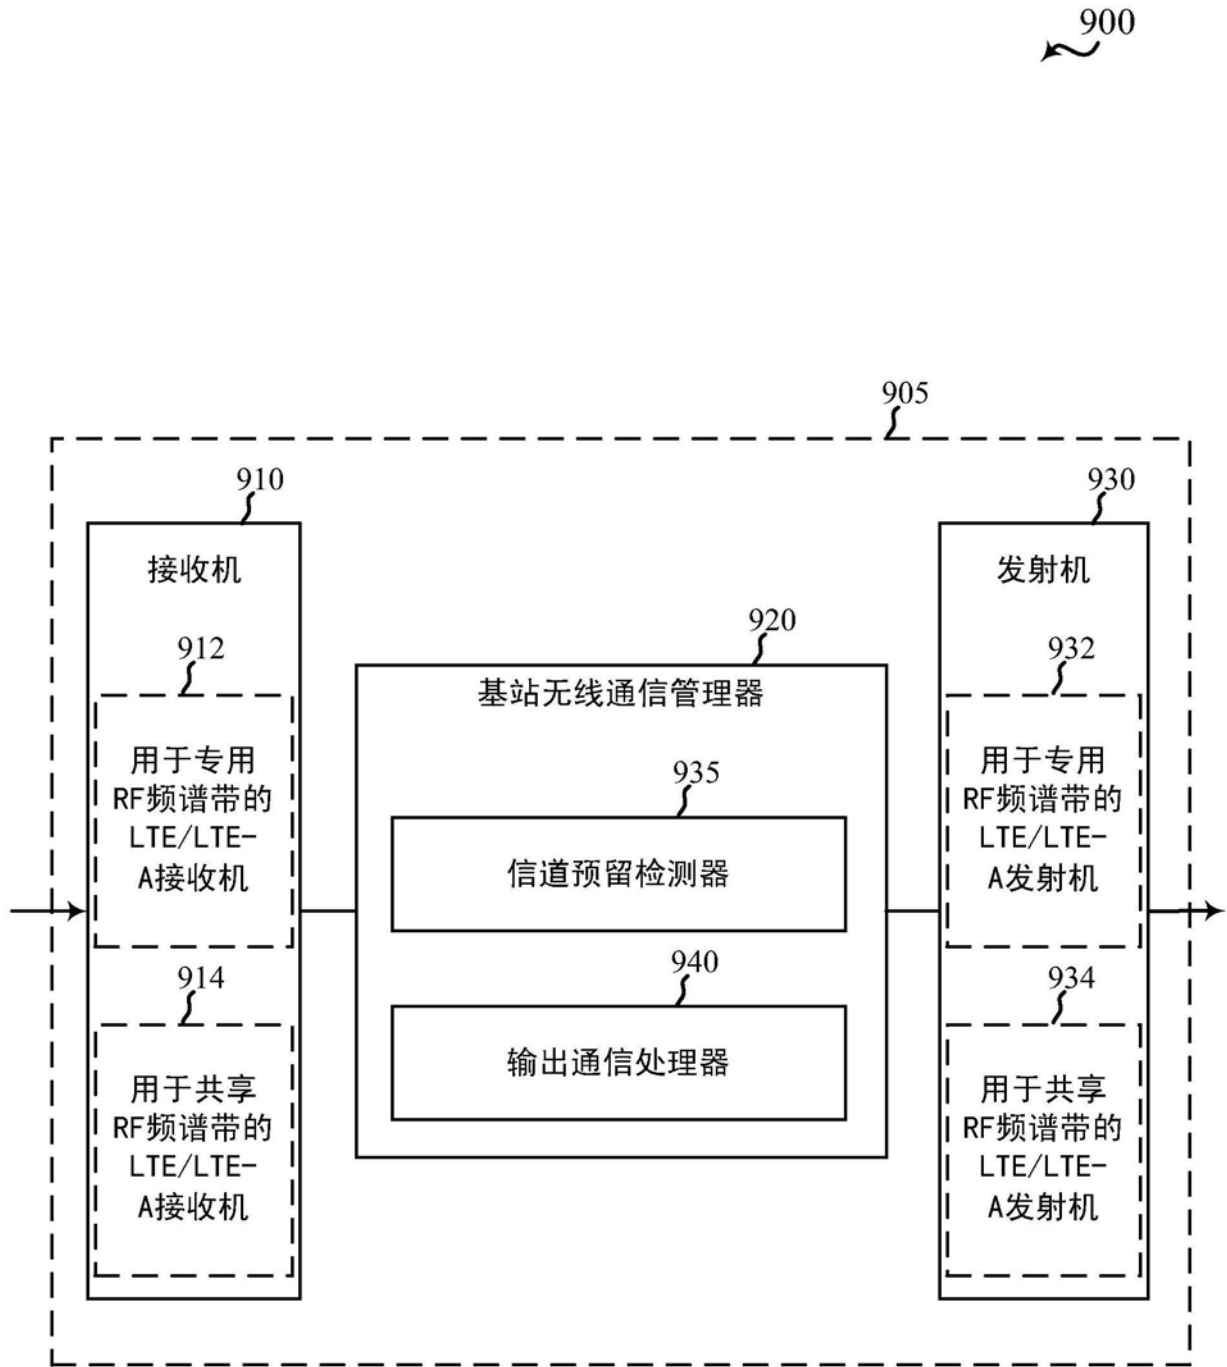 900
905
910
接收机
912
用于专用
RF频谱带的
LTE/LTE-
A接收机
914
用于共享
RF频谱带的
LTE/LTE-
A接收机
920
基站无线通信管理器
935
信道预留检测器
940
输出通信处理器
930
发射机
932
用于专用
RF频谱带的
LTE/LTE-
A发射机
934
用于共享
RF频谱带的
LTE/LTE-
A发射机